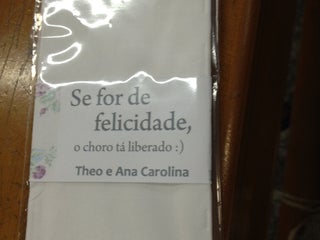 Se for de
felicidade,
o choro tá liberado :)
Theo e Ana Carolina